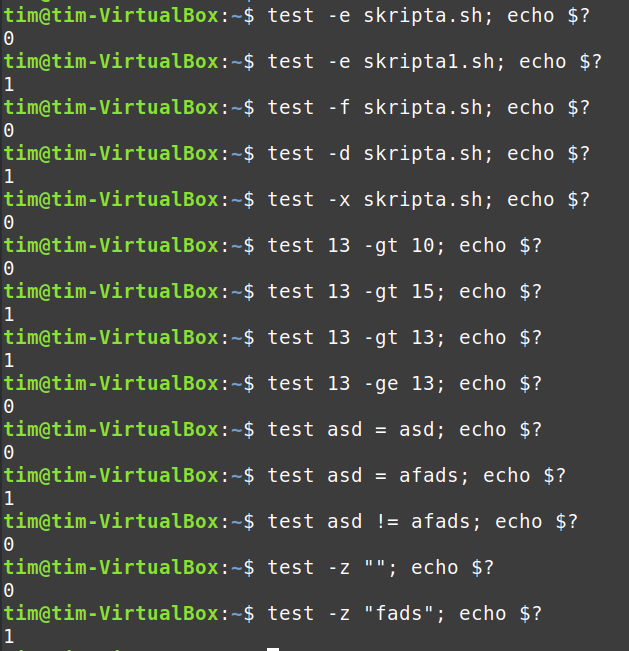 tim@tim-VirtualBox:~$ test -e skripta.sh; echo $?
0
tim@tim-VirtualBox:~$ test -e skripta1.sh; echo $?
1
tim@tim-VirtualBox:~$ test -f skripta.sh; echo $?
0
tim@tim-VirtualBox:~$ test -d skripta.sh; echo $?
1
tim@tim-VirtualBox:~$ test -x skripta.sh; echo $?
0
tim@tim-VirtualBox:~$ test 13 -gt 10; echo $?
0
tim@tim-VirtualBox:~$ test 13 -gt 15; echo $?
1
tim@tim-VirtualBox:~$ test 13 -gt 13; echo $?
1
tim@tim-VirtualBox:~$ test 13 -ge 13; echo $?
0
tim@tim-VirtualBox:~$ test asd = asd; echo $?
0
tim@tim-VirtualBox:~$ test asd = afads; echo $?
1
tim@tim-VirtualBox:~$ test asd != afads; echo $?
0
tim@tim-VirtualBox:~$ test -z ""; echo $?
0
tim@tim-VirtualBox:~$ test -z "fads"; echo $?
1